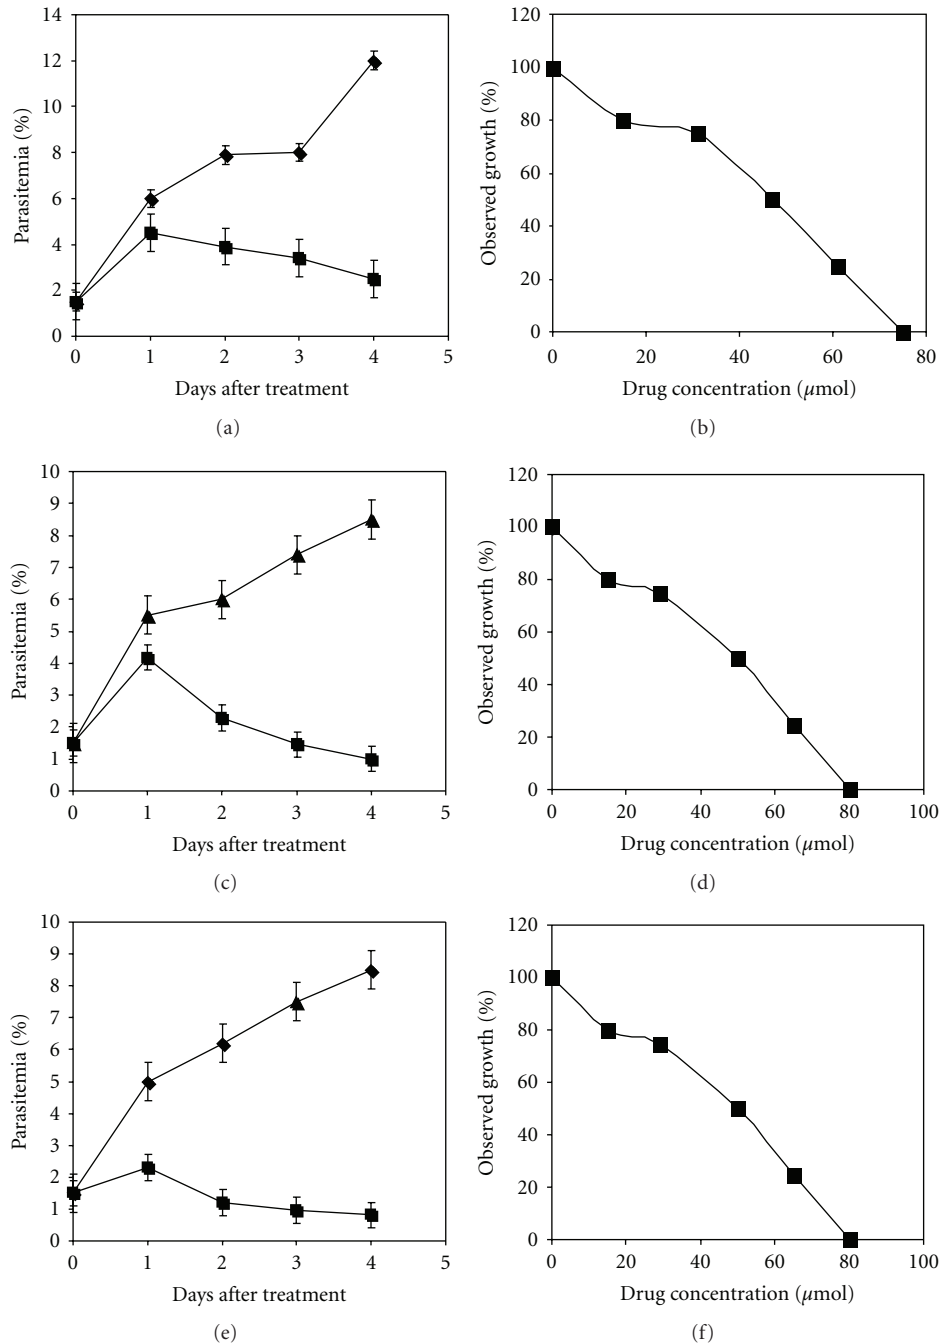 14
12
10
8
6
4
2
0
0 1 2 3 4 5
Parasitemia (%)
Days after treatment
(a)
120
100
80
60
40
20
0
0 20 40 60 80
Observed growth (%)
Drug concentration (µmol)
(b)
10
9
8
7
6
5
4
3
2
1
0
0 1 2 3 4 5
Parasitemia (%)
Days after treatment
(c)
120
100
80
60
40
20
0
0 20 40 60 80 100
Observed growth (%)
Drug concentration (µmol)
(d)
10
9
8
7
6
5
4
3
2
1
0
0 1 2 3 4 5
Parasitemia (%)
Days after treatment
(e)
120
100
80
60
40
20
0
0 20 40 60 80 100
Observed growth (%)
Drug concentration (µmol)
(f)